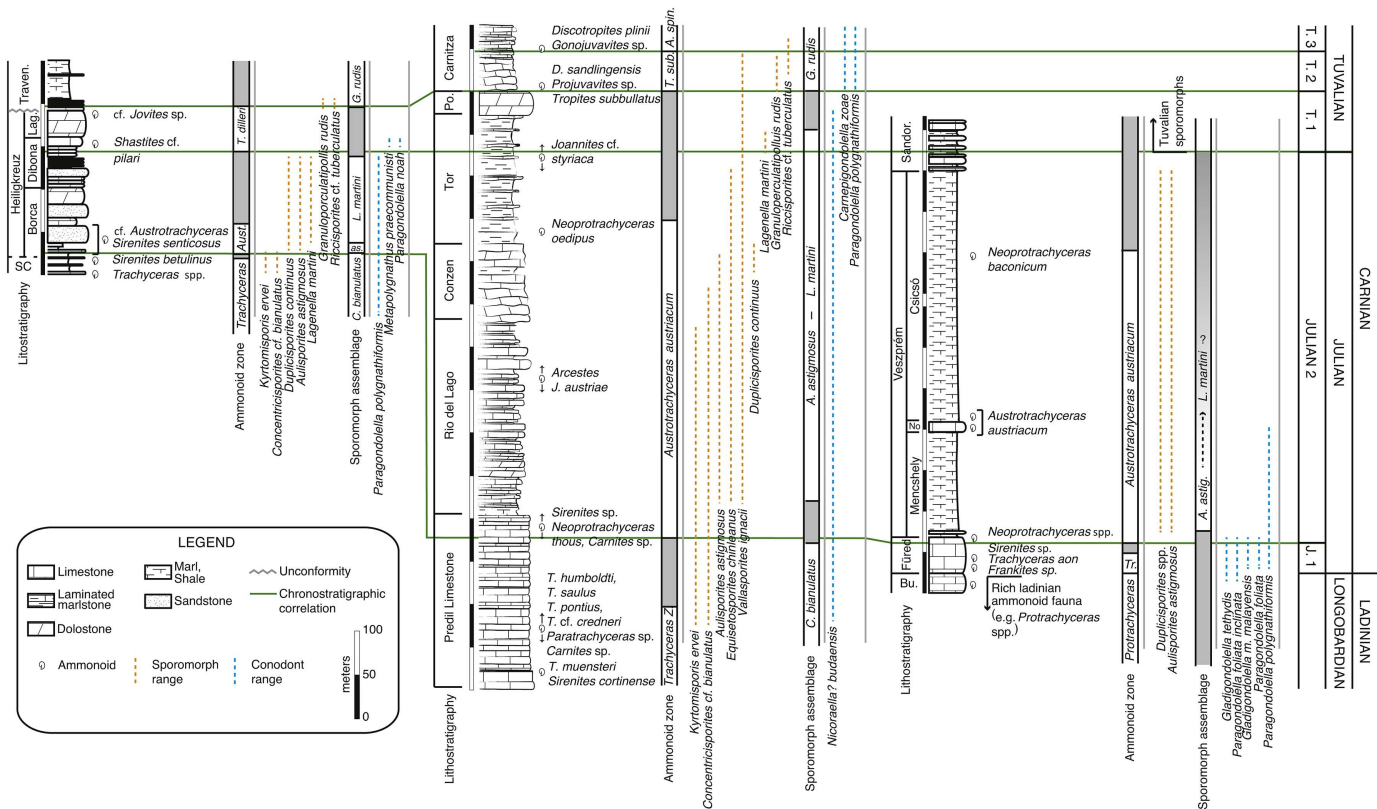 Traven.
Lag.
Heiligkreuz
Dibona
Borca
SC
Litostratigraphy
cf. Jovites sp.
Shastites cf.
pilari
cf. Austrotrachyceras
Sirenites senticosus
Sirenites betulinus
Trachyceras spp.
T. dilleri
Aust.
Trachyceras
Ammonoid zone
Kyrtomisporis ervei
Concentricisporites cf. bianulatus
Duplicisporites continuus
Aulisporites astigmosus
Lagenella martini
Granuloporculatipollis rudis
Riccisporites cf. tuberculatus
G. rudis
L. martini
as.
C. bianulatus
Sporomorph assemblage
Paragondolella polygnathiformis
Metapolygnathus praecommunisti
Paragondolella noah
Carnitza
Po.
Tor
Conzen
Rio del Lago
Predil Limestone
Lithostratigraphy
Discotropites plinii
Gonojuvavites sp.
D. sandlingensis
Projuvavites sp.
Tropites subbullatus
Joannites cf.
styriaca
Neoprotrachyceras
oedipus
Arcestes
J. austriae
Sirenites sp.
Neoprotrachyceras
thous, Carnites sp.
T. humboldti,
T. saulus
T. pontius,
T. cf. credneri
Paratrachyceras sp.
Carnites sp.
T. muensteri
Sirenites cortinense
A. spin.
T. sub.
Austrotrachyceras austriacum
Trachyceras Z.
Ammonoid zone
Kyrtomisporis ervei
Concentricisporites cf. bianulatus
Aulisporites astigmosus
Equisetosporites chinleanus
Vallasporites ignacii
Duplicisporites continuus
Lagenella martini
Granuloperculatipollis rudis
Riccisporites cf. tuberculatus
G. rudis
A. astigmosus – L. martini
C. bianulatus
Sporomorph assemblage
Nicoraella? budaensis
Carnepigondolella zoae
Paragondolella polygnathiformis
Sandor.
Veszprém
Csicsó
No
Mencshely
Füred
Bu.
Lithostratigraphy
Neoprotrachyceras
baconicum
Austrotrachyceras
austriacum
Neoprotrachyceras spp.
Sirenites sp.
Trachyceras aon
Frankites sp.
Rich ladinian
ammonoid fauna
(e.g. Protrachyceras
spp.)
Austrotrachyceras austriacum
Tr.
Protrachyceras
Ammonoid zone
Tuvalian
sporomorphs
Duplicisporites spp.
Aulisporites astigmosus
L. martini ?
A. astig.
Sporomorph assemblage
Gladigondolella tethydis
Paragondolella foliata inclinata
Gladigondolella m. malayensis
Paragondolella foliata
Paragondolella polygnathiformis
T. 3
T. 2
T. 1
JULIAN 2
J. 1
TUVALIAN
JULIAN
LONGOBARDIAN
CARNIAN
LADINIAN
LEGEND
Limestone
Marl,
Shale
Unconformity
Laminated
marlstone
Sandstone
Chronostratigraphic
correlation
Dolostone
Ammonoid
Sporomorph
range
Conodont
range
meters
100
50
0